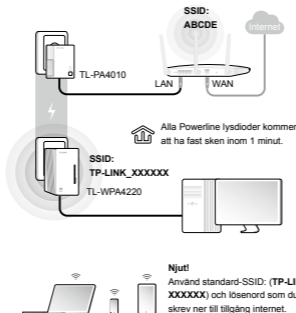 SSID:
ABCDE
Internet
TL-PA4010
LAN
WAN
Alla Powerline lysdioder kommer
att ha fast sken inom 1 minut.
SSID:
TP-LINK_XXXXXX
TL-WPA4220
Njut!
Använd standard-SSID: (TP-LI
XXXXXX) och lösenord som du
skrev ner till tillgång internet.